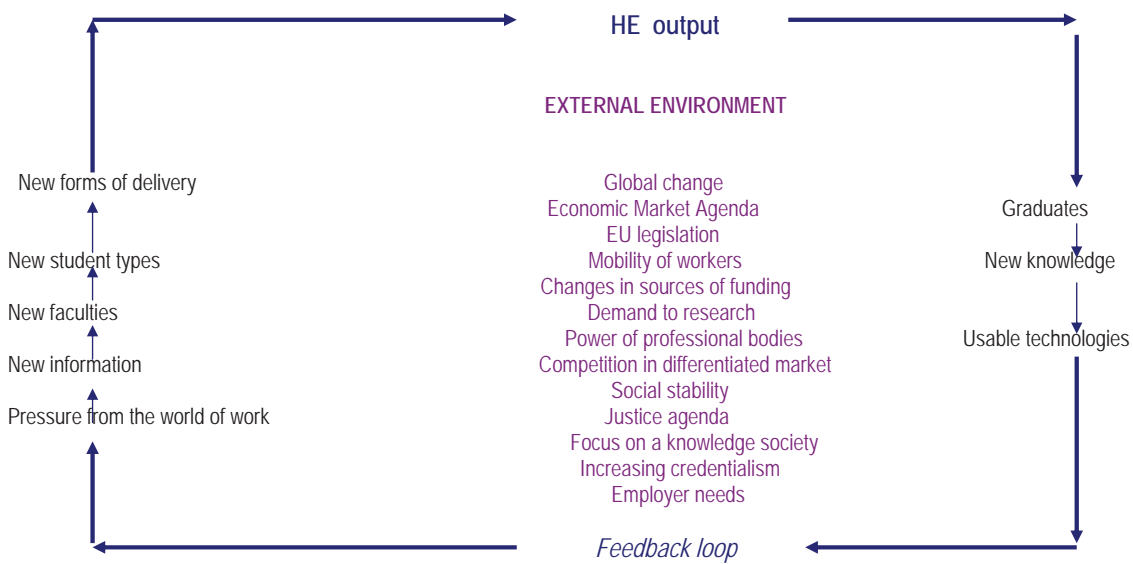 HE output
EXTERNAL ENVIRONMENT
New forms of delivery
New student types
New faculties
New information
Pressure from the world of work
Global change
Economic Market Agenda
EU legislation
Mobility of workers
Changes in sources of funding
Demand to research
Power of professional bodies
Competition in differentiated market
Social stability
Justice agenda
Focus on a knowledge society
Increasing credentialism
Employer needs
Graduates
New knowledge
Usable technologies
Feedback loop